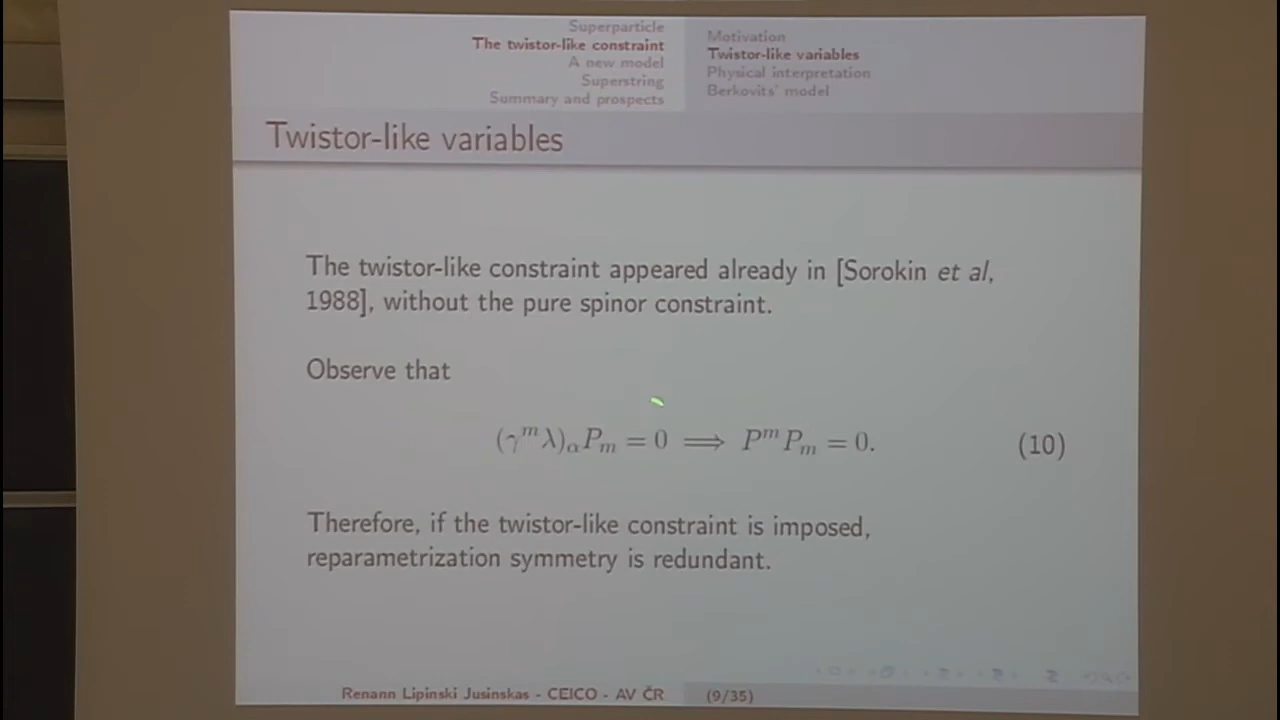 Superparticle
The twistor-like constraint
A new model
Superstring
Summary and prospects
Motivation
Twistor-like variables
Physical interpretation
Berkovits' model
Twistor-like variables
The twistor-like constraint appeared already in [Sorokin et al,
1988], without the pure spinor constraint.
Observe that
(γ^m λ)_α P_m = 0 ⟹ P^m P_m = 0. (10)
Therefore, if the twistor-like constraint is imposed,
reparametrization symmetry is redundant.
Renann Lipinski Jusinskas - CEICO - AV ČR (9/35)